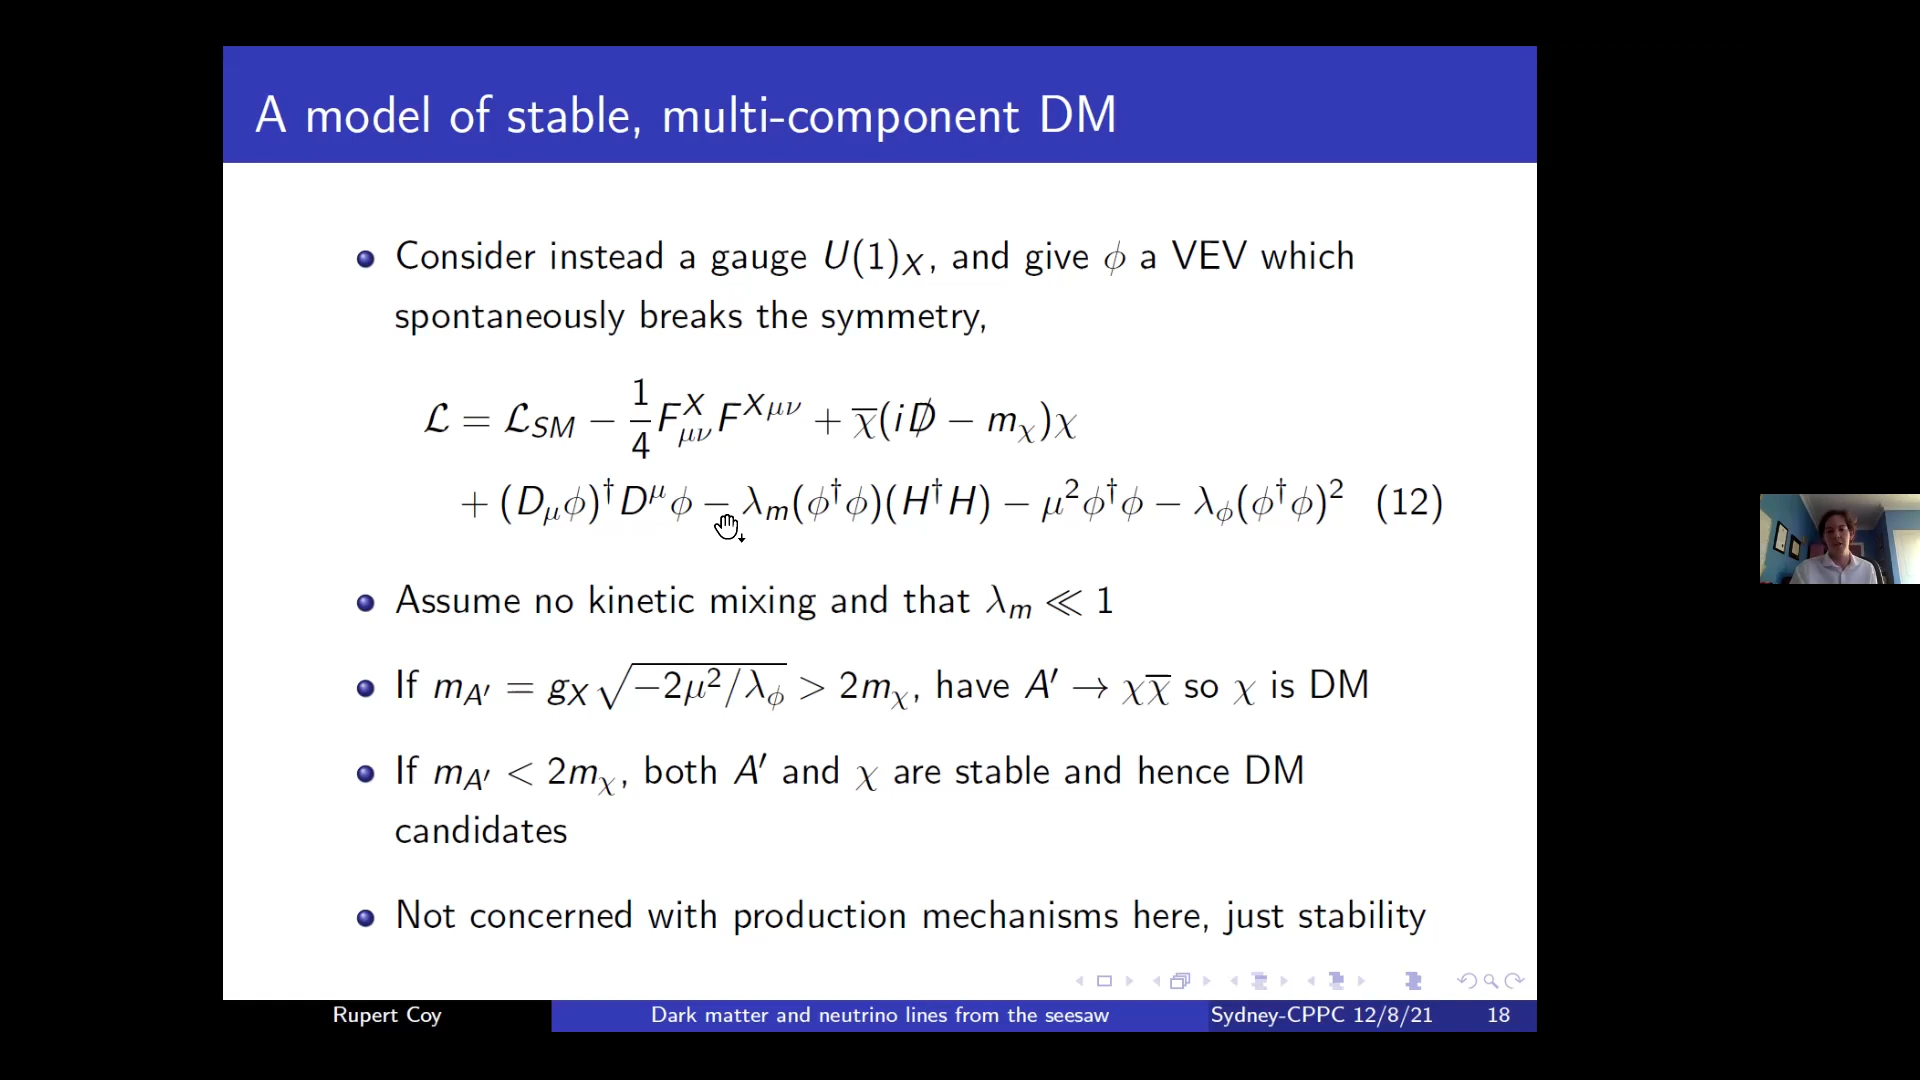 A model of stable, multi-component DM
Consider instead a gauge U(1)_X, and give ϕ a VEV which
spontaneously breaks the symmetry,
ℒ = ℒ_SM − 1/4 F^X_μν F^Xμν + χ̅(iD̸ − m_χ)χ
+ (D_μϕ)†D^μϕ − λ_m(ϕ†ϕ)(H†H) − μ²ϕ†ϕ − λ_ϕ(ϕ†ϕ)² (12)
Assume no kinetic mixing and that λ_m ≪ 1
If m_A′ = g_X√(−2μ²/λ_ϕ) > 2m_χ, have A′ → χχ̅ so χ is DM
If m_A′ < 2m_χ, both A′ and χ are stable and hence DM
candidates
Not concerned with production mechanisms here, just stability
Rupert Coy Dark matter and neutrino lines from the seesaw Sydney-CPPC 12/8/21 18